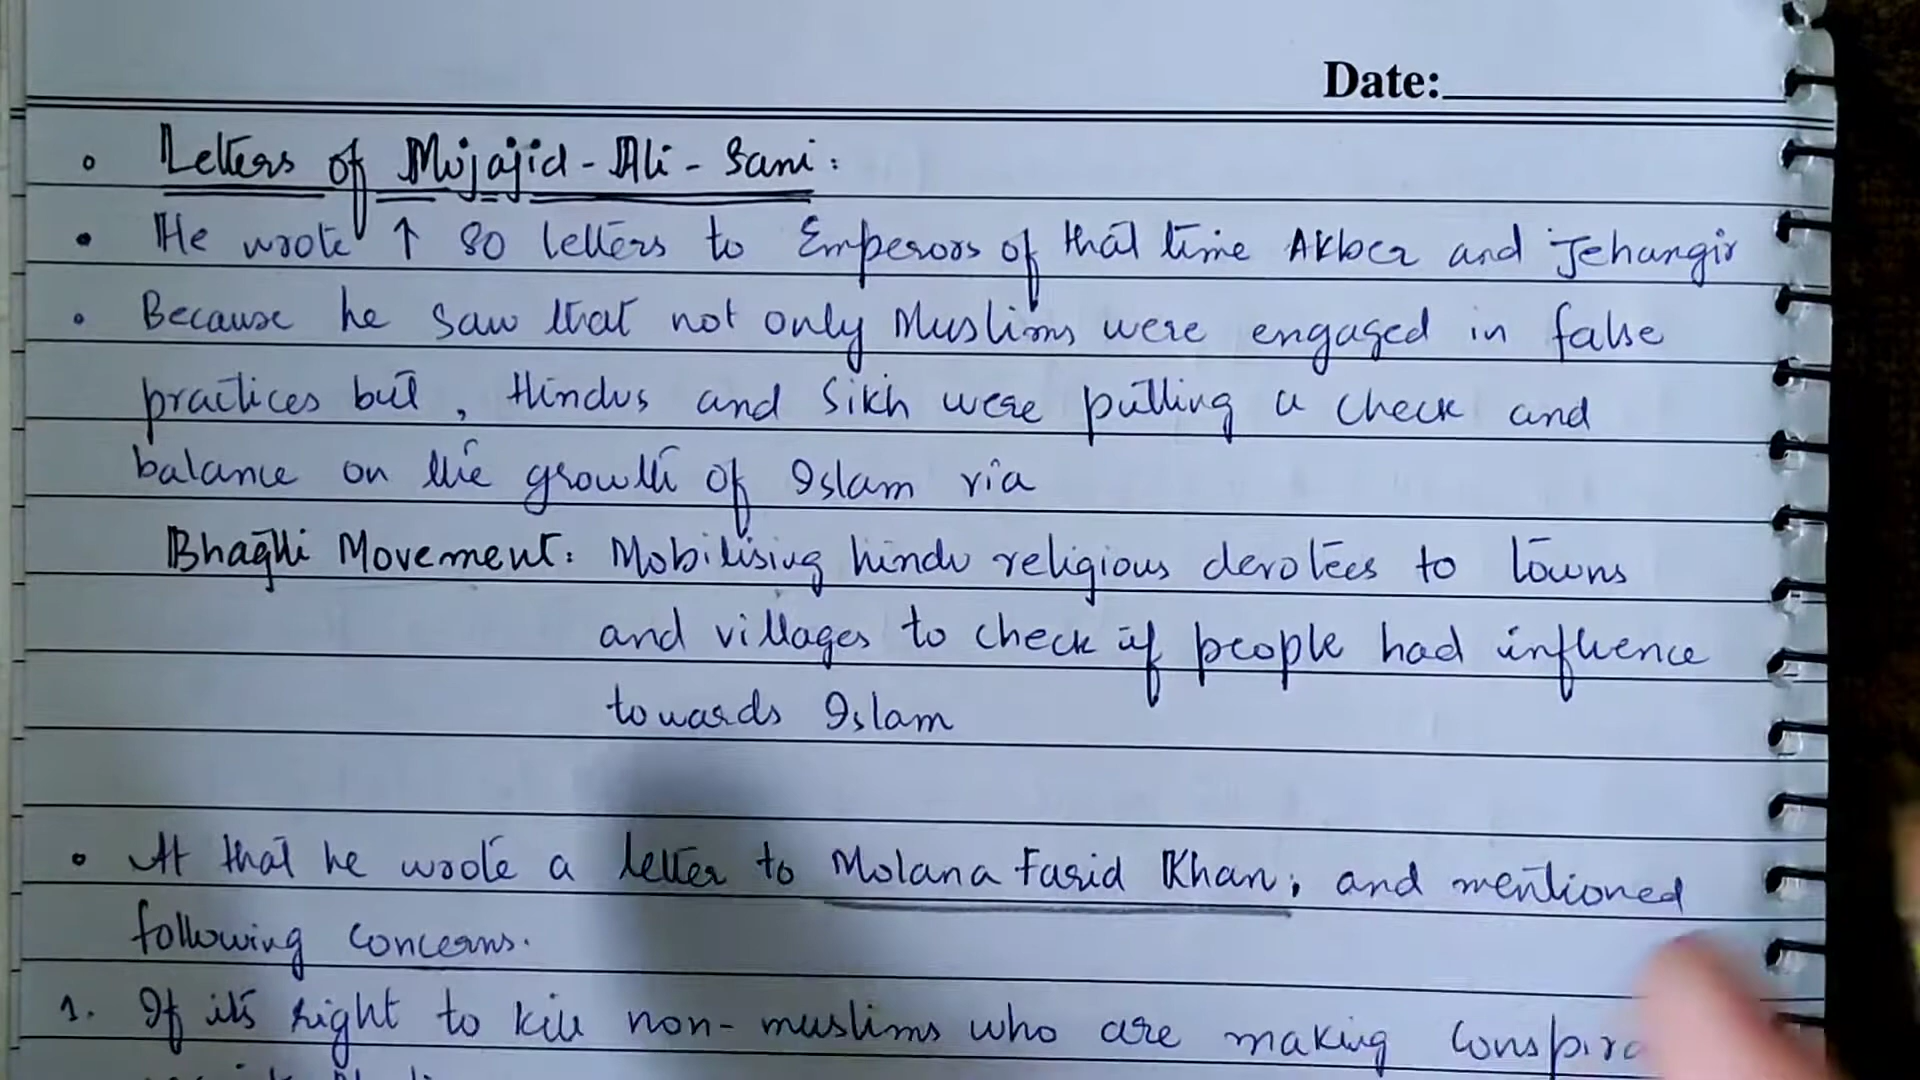 Date:
Letters of Mujajid-Ali-Sani:
He wrote ↑ 80 letters to Emperors of that time Akber and Jehangir
Because he saw that not only Muslims were engaged in false
practices but, Hindus and Sikh were putting a check and
balance on the growth of Islam via
Bhagti Movement: Mobilising hindu religious devotees to towns
and villages to check if people had influence
towards Islam
At that he wrote a letter to Molana Farid Khan, and mentioned
following concerns.
1. If its right to kill non-muslims who are making